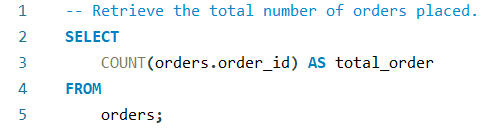 1 -- Retrieve the total number of orders placed.
2 SELECT
3 COUNT(orders.order_id) AS total_order
4 FROM
5 orders;